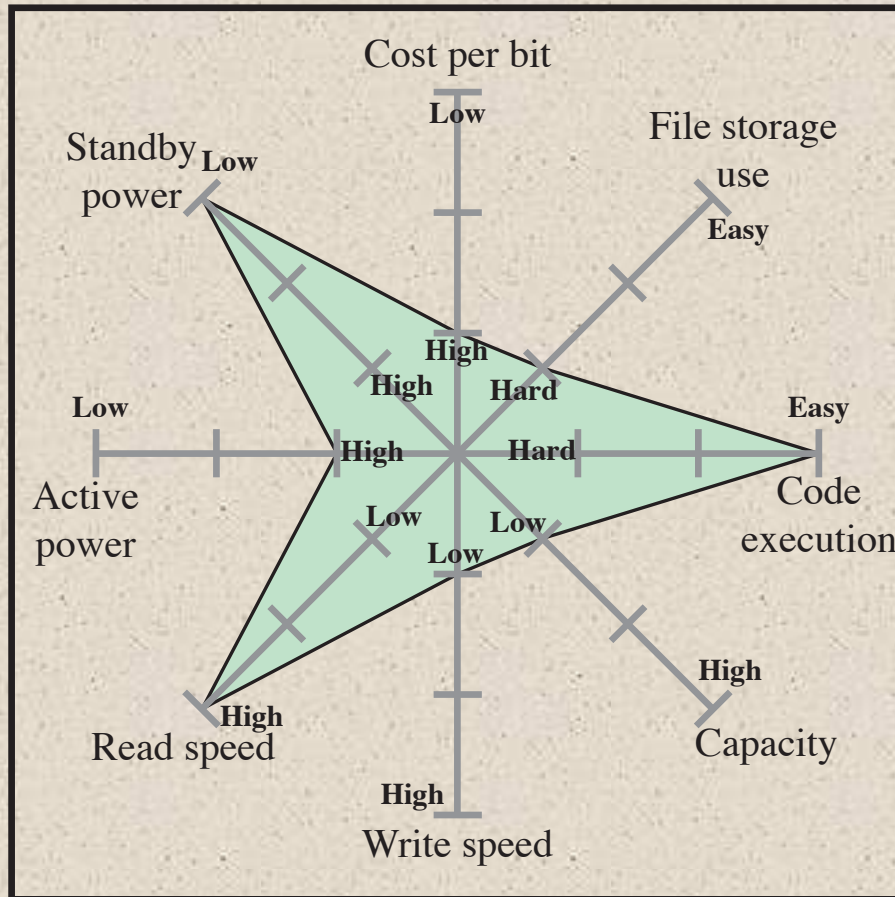 Cost per bit
Low
File storage
use
Easy
Standby
power
Low
High
High
Hard
Low
Easy
High
Hard
Active
power
Code
execution
Low
Low
Low
High
High
Read speed
High
Capacity
High
Write speed